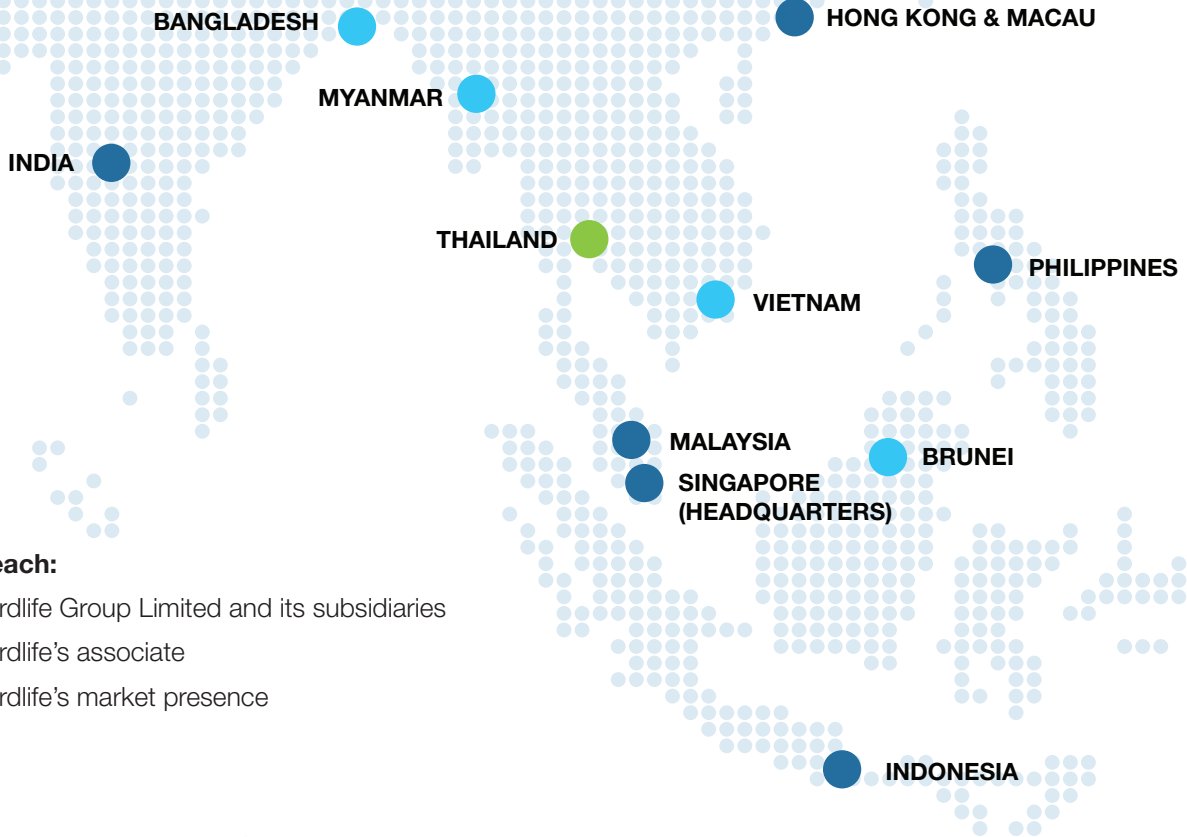 BANGLADESH
HONG KONG & MACAU
MYANMAR
INDIA
THAILAND
PHILIPPINES
VIETNAM
MALAYSIA
BRUNEI
SINGAPORE
(HEADQUARTERS)
each:
rdlife Group Limited and its subsidiaries
rdlife’s associate
rdlife’s market presence
INDONESIA